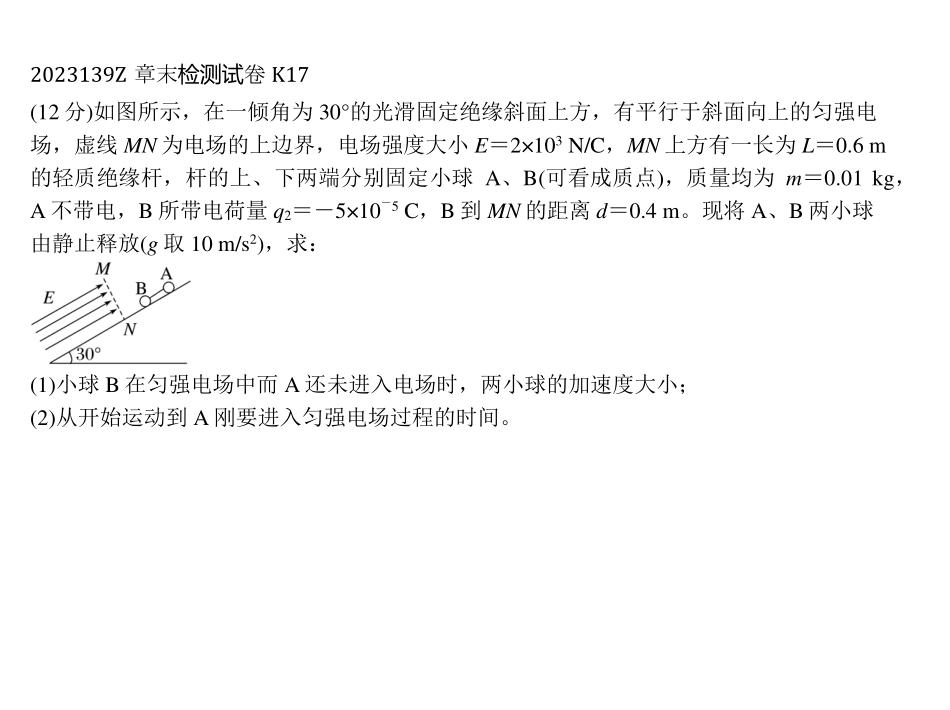 2023139Z 章末检测试卷 K17
(12 分)如图所示，在一倾角为 30°的光滑固定绝缘斜面上方，有平行于斜面向上的匀强电
场，虚线 MN 为电场的上边界，电场强度大小 E＝2×10³ N/C，MN 上方有一长为 L＝0.6 m
的轻质绝缘杆，杆的上、下两端分别固定小球 A、B(可看成质点)，质量均为 m＝0.01 kg，
A 不带电，B 所带电荷量 q₂＝－5×10⁻⁵ C，B 到 MN 的距离 d＝0.4 m。现将 A、B 两小球
由静止释放(g 取 10 m/s²)，求：
M
A
B
E
N
30°
(1)小球 B 在匀强电场中而 A 还未进入电场时，两小球的加速度大小；
(2)从开始运动到 A 刚要进入匀强电场过程的时间。